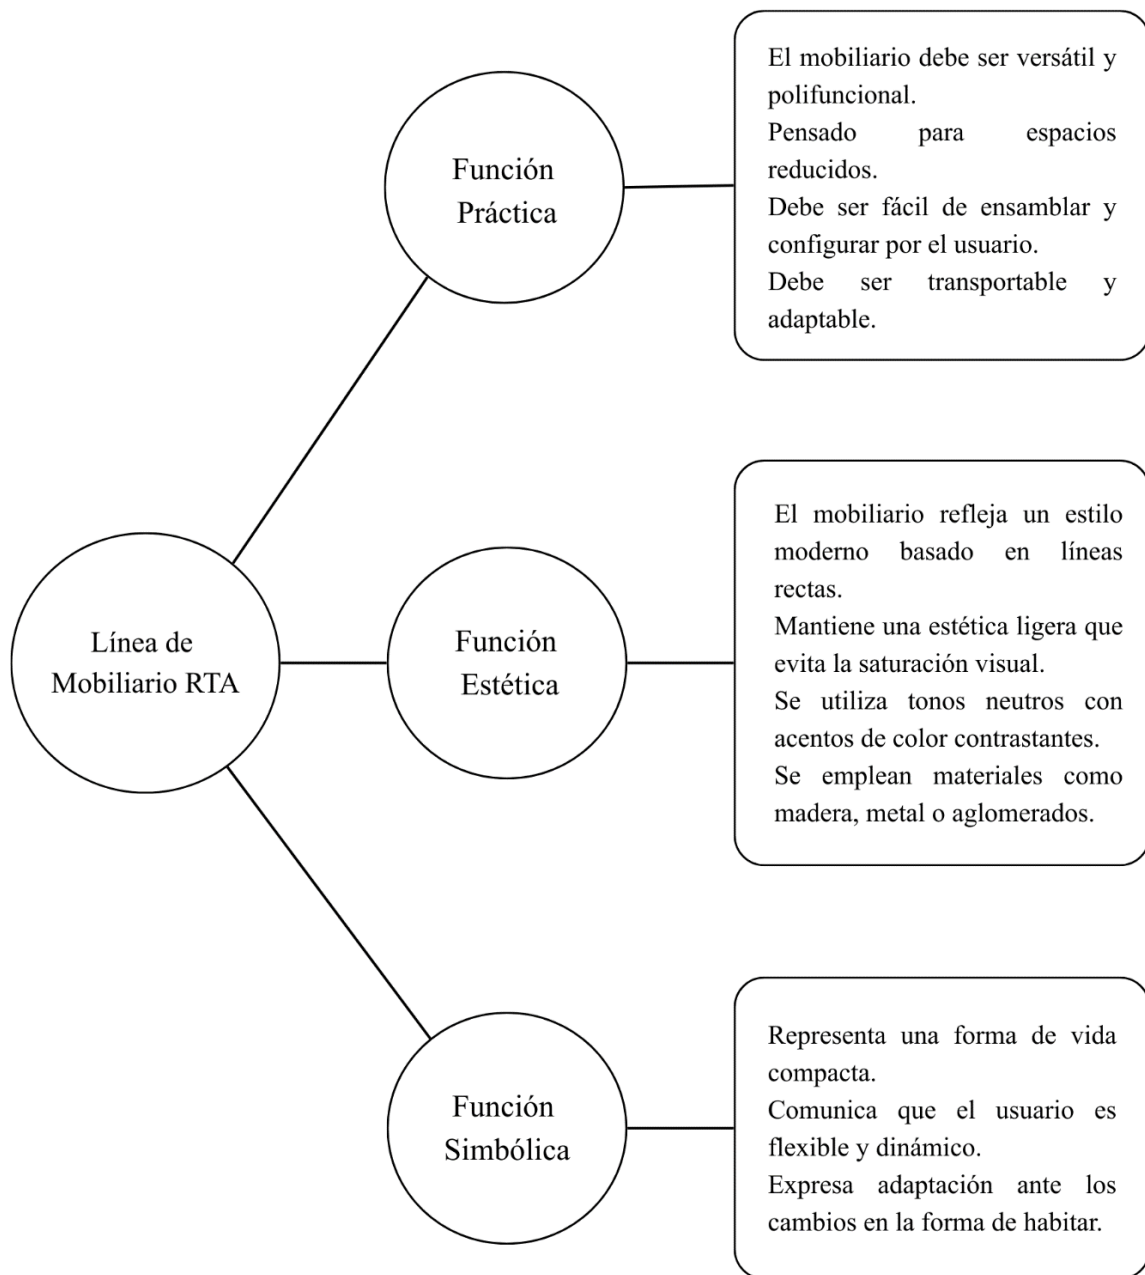 Función
Práctica
El mobiliario debe ser versátil y
polifuncional.
Pensado para espacios
reducidos.
Debe ser fácil de ensamblar y
configurar por el usuario.
Debe ser transportable y
adaptable.
Línea de
Mobiliario RTA
Función
Estética
El mobiliario refleja un estilo
moderno basado en líneas
rectas.
Mantiene una estética ligera que
evita la saturación visual.
Se utiliza tonos neutros con
acentos de color contrastantes.
Se emplean materiales como
madera, metal o aglomerados.
Función
Simbólica
Representa una forma de vida
compacta.
Comunica que el usuario es
flexible y dinámico.
Expresa adaptación ante los
cambios en la forma de habitar.